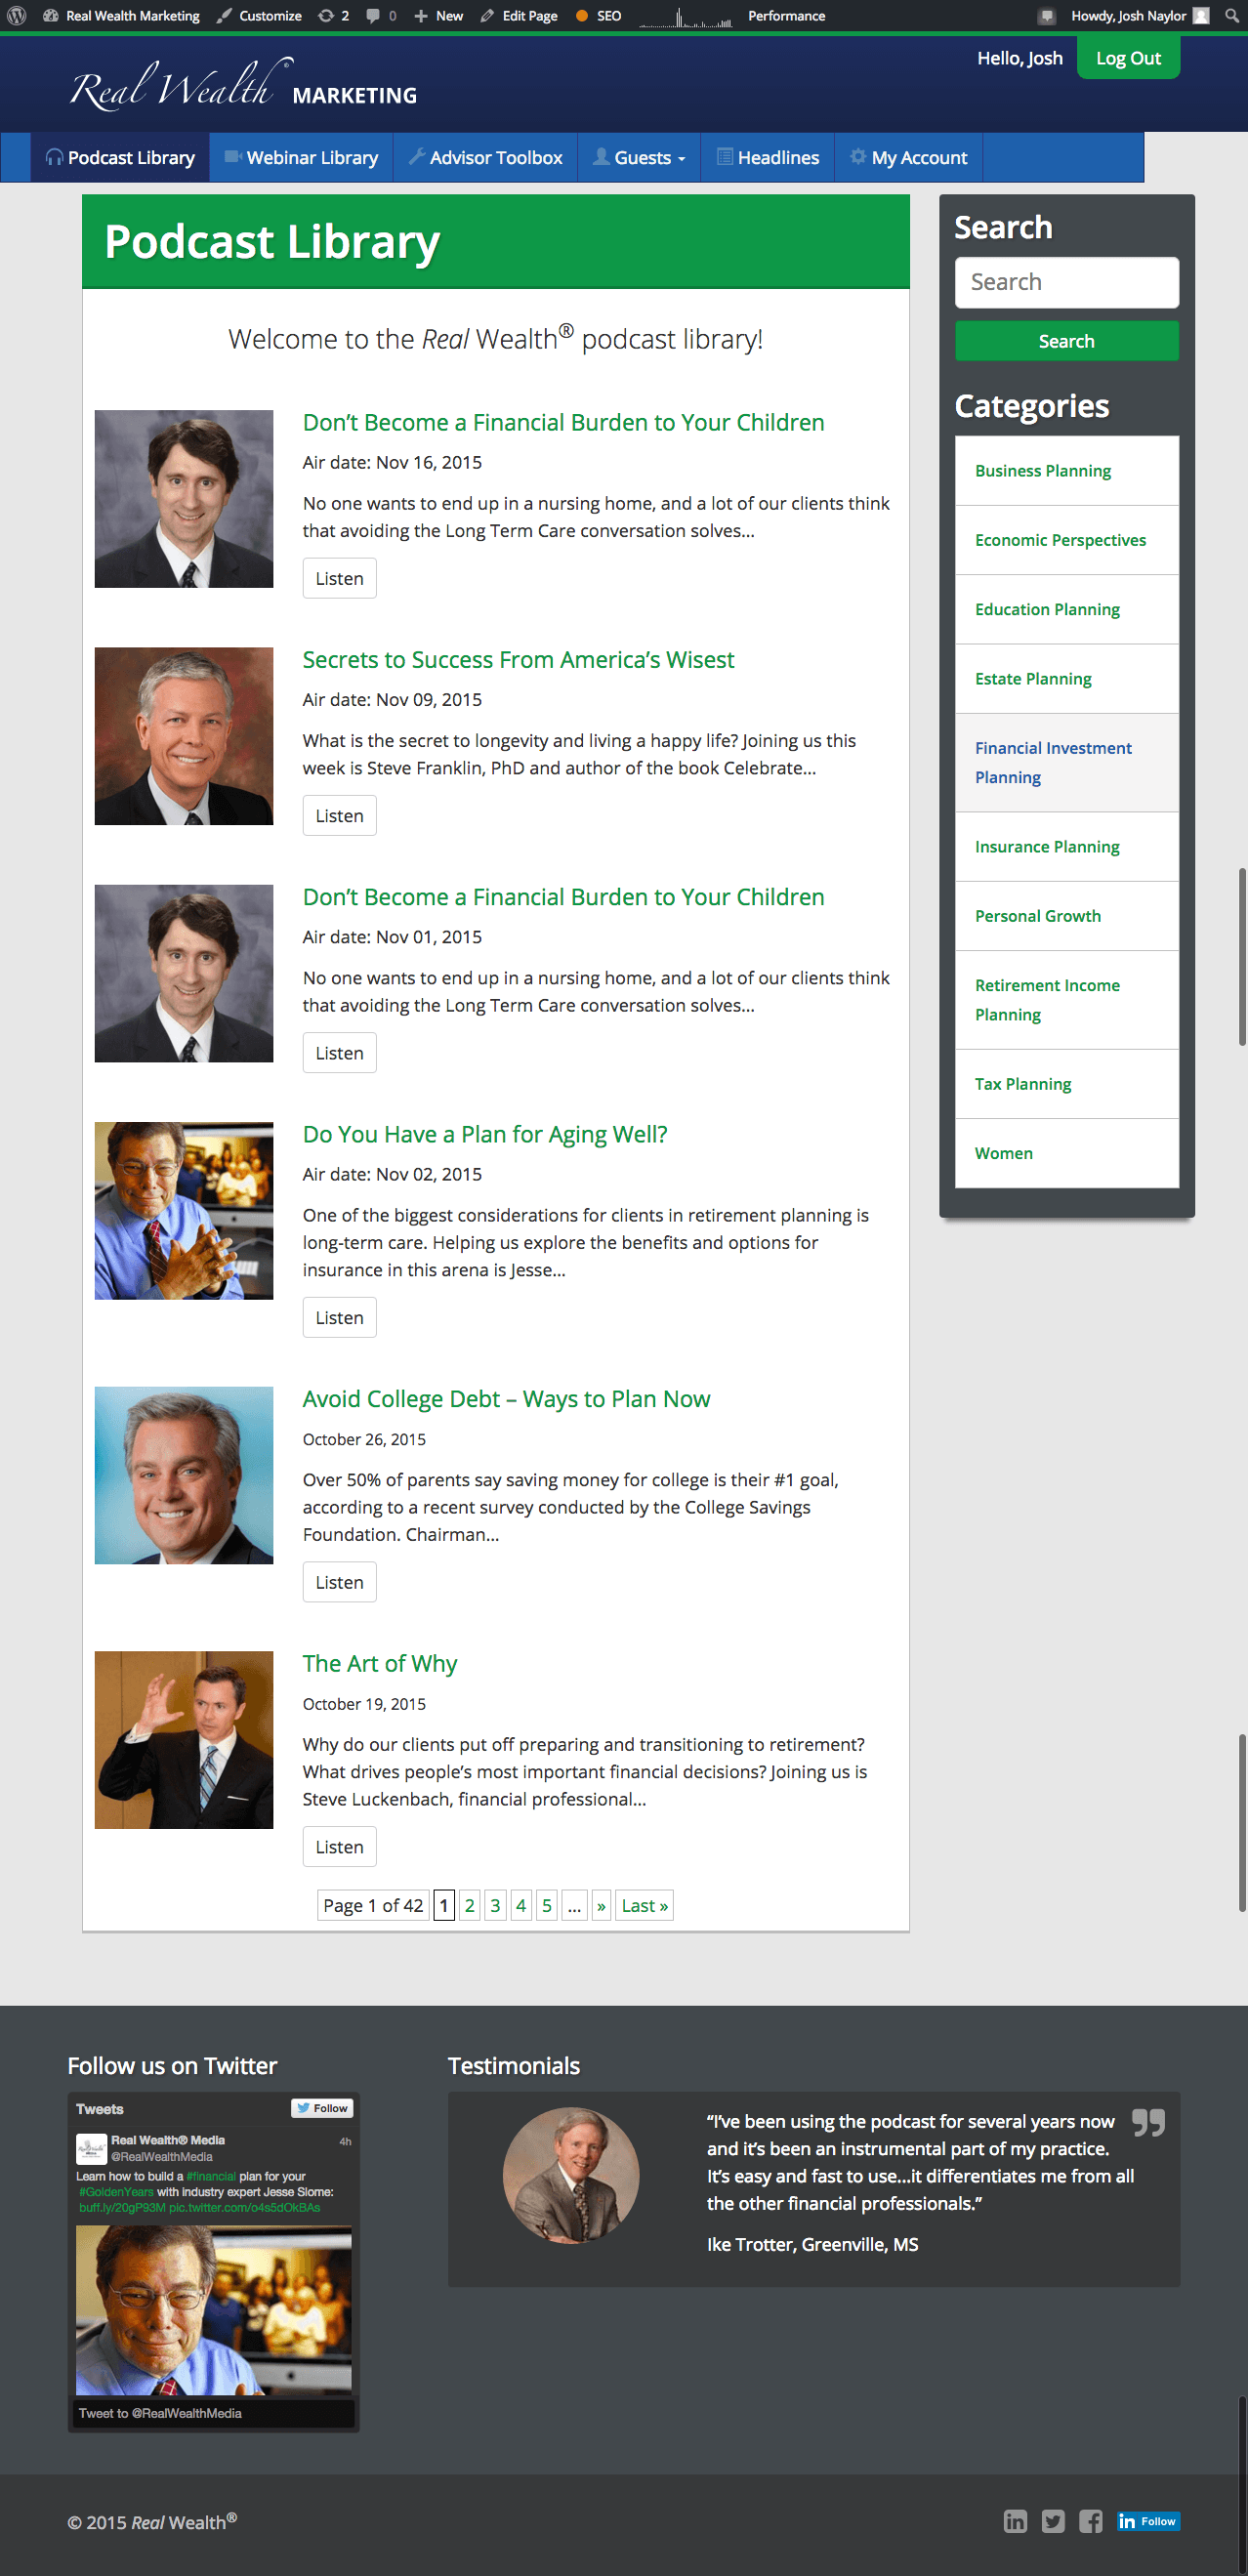 Real Wealth Marketing Customize 2 0 New Edit Page SEO Performance Howdy, Josh Naylor
Hello, Josh Log Out
Real Wealth® MARKETING
Podcast Library Webinar Library Advisor Toolbox Guests Headlines My Account
Podcast Library
Welcome to the Real Wealth® podcast library!
Don’t Become a Financial Burden to Your Children
Air date: Nov 16, 2015
No one wants to end up in a nursing home, and a lot of our clients think
that avoiding the Long Term Care conversation solves...
Listen
Secrets to Success From America’s Wisest
Air date: Nov 09, 2015
What is the secret to longevity and living a happy life? Joining us this
week is Steve Franklin, PhD and author of the book Celebrate...
Listen
Don’t Become a Financial Burden to Your Children
Air date: Nov 01, 2015
No one wants to end up in a nursing home, and a lot of our clients think
that avoiding the Long Term Care conversation solves...
Listen
Do You Have a Plan for Aging Well?
Air date: Nov 02, 2015
One of the biggest considerations for clients in retirement planning is
long-term care. Helping us explore the benefits and options for
insurance in this arena is Jesse...
Listen
Avoid College Debt – Ways to Plan Now
October 26, 2015
Over 50% of parents say saving money for college is their #1 goal,
according to a recent survey conducted by the College Savings
Foundation. Chairman...
Listen
The Art of Why
October 19, 2015
Why do our clients put off preparing and transitioning to retirement?
What drives people’s most important financial decisions? Joining us is
Steve Luckenbach, financial professional...
Listen
Page 1 of 42 1 2 3 4 5 ... » Last »
Search
Search
Search
Categories
Business Planning
Economic Perspectives
Education Planning
Estate Planning
Financial Investment
Planning
Insurance Planning
Personal Growth
Retirement Income
Planning
Tax Planning
Women
Follow us on Twitter
Tweets Follow
Real Wealth® Media 4h
@RealWealthMedia
Learn how to build a #financial plan for your
#GoldenYears with industry expert Jesse Slome:
buff.ly/20gP93M pic.twitter.com/o4s5dOkBAs
Tweet to @RealWealthMedia
Testimonials
“I’ve been using the podcast for several years now
and it’s been an instrumental part of my practice.
It’s easy and fast to use...it differentiates me from all
the other financial professionals.”
Ike Trotter, Greenville, MS
© 2015 Real Wealth®
in Follow